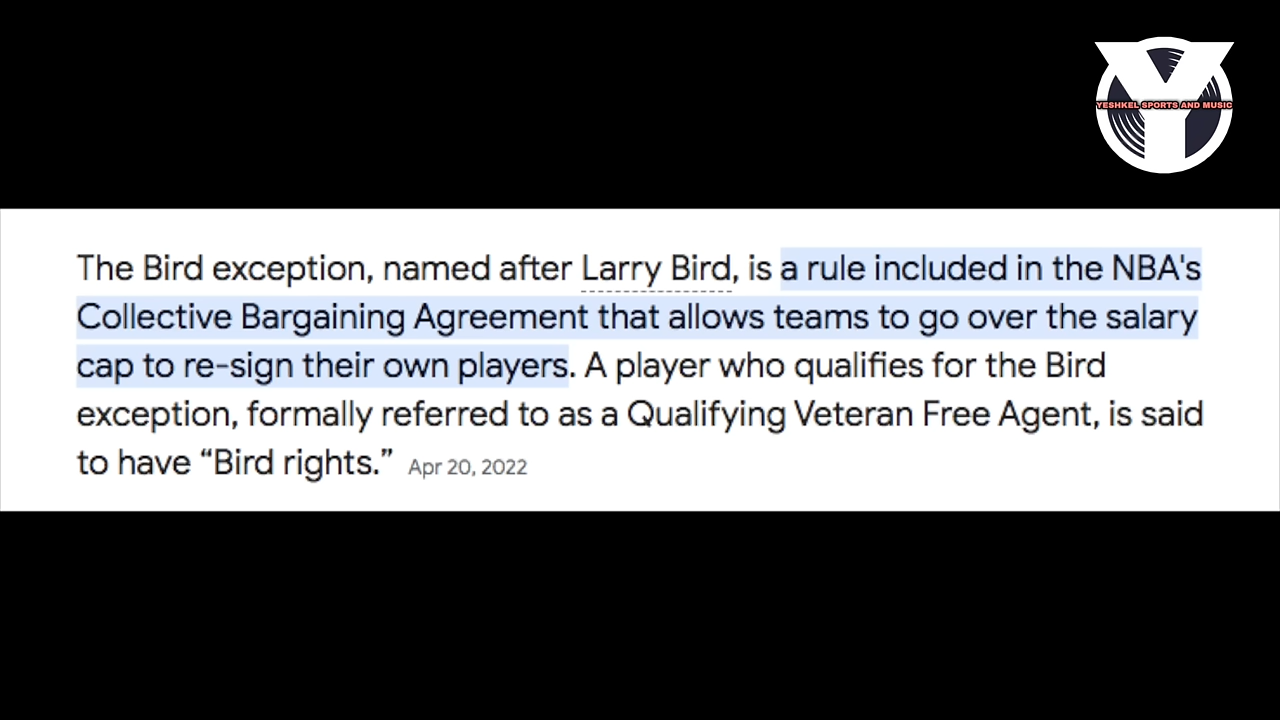 YESHKEL SPORTS AND MUSIC
The Bird exception, named after Larry Bird, is a rule included in the NBA's
Collective Bargaining Agreement that allows teams to go over the salary
cap to re-sign their own players. A player who qualifies for the Bird
exception, formally referred to as a Qualifying Veteran Free Agent, is said
to have “Bird rights.” Apr 20, 2022